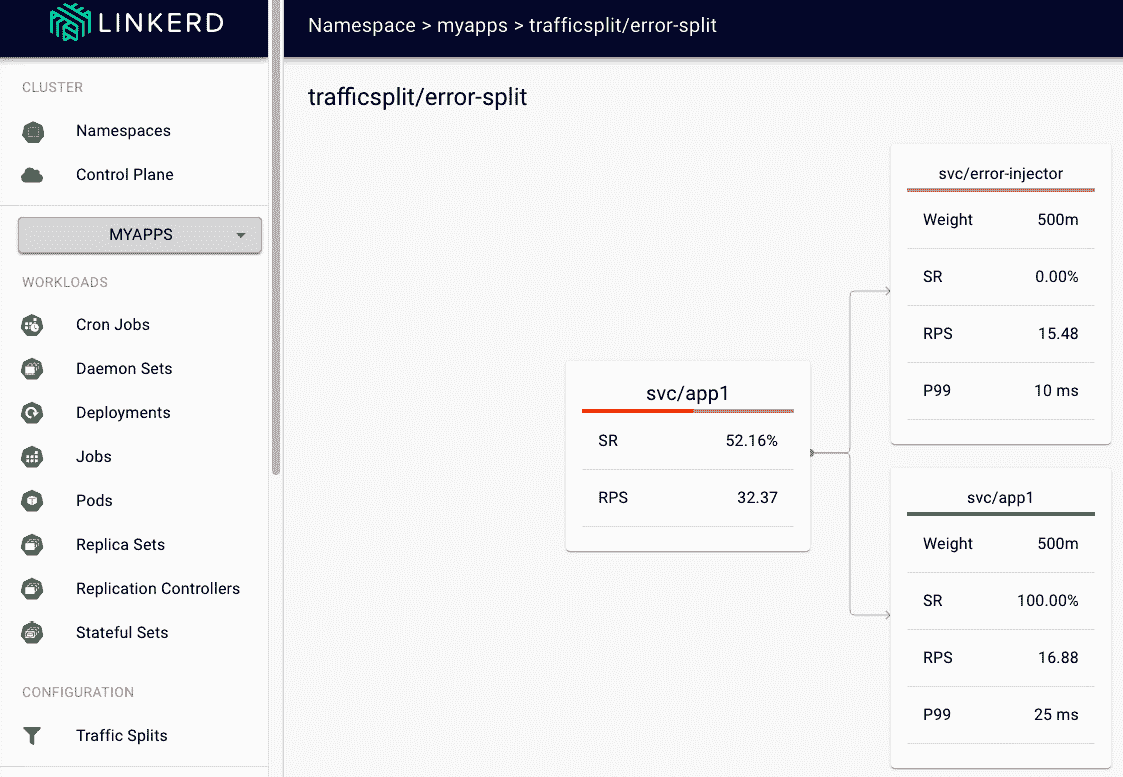 LINKERD
Namespace > myapps > trafficsplit/error-split
CLUSTER
Namespaces
Control Plane
MYAPPS
WORKLOADS
Cron Jobs
Daemon Sets
Deployments
Jobs
Pods
Replica Sets
Replication Controllers
Stateful Sets
CONFIGURATION
Traffic Splits
trafficsplit/error-split
svc/app1
SR 52.16%
RPS 32.37
svc/error-injector
Weight 500m
SR 0.00%
RPS 15.48
P99 10 ms
svc/app1
Weight 500m
SR 100.00%
RPS 16.88
P99 25 ms